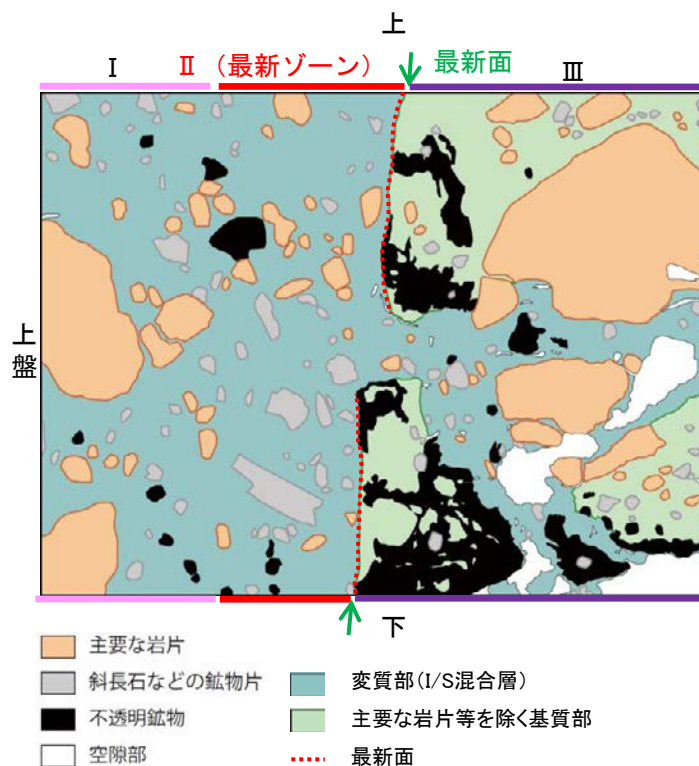 上
Ⅰ Ⅱ (最新ゾーン) 最新面 Ⅲ
上盤
下
主要な岩片
斜長石などの鉱物片
不透明鉱物
空隙部
変質部(I/S混合層)
主要な岩片等を除く基質部
最新面